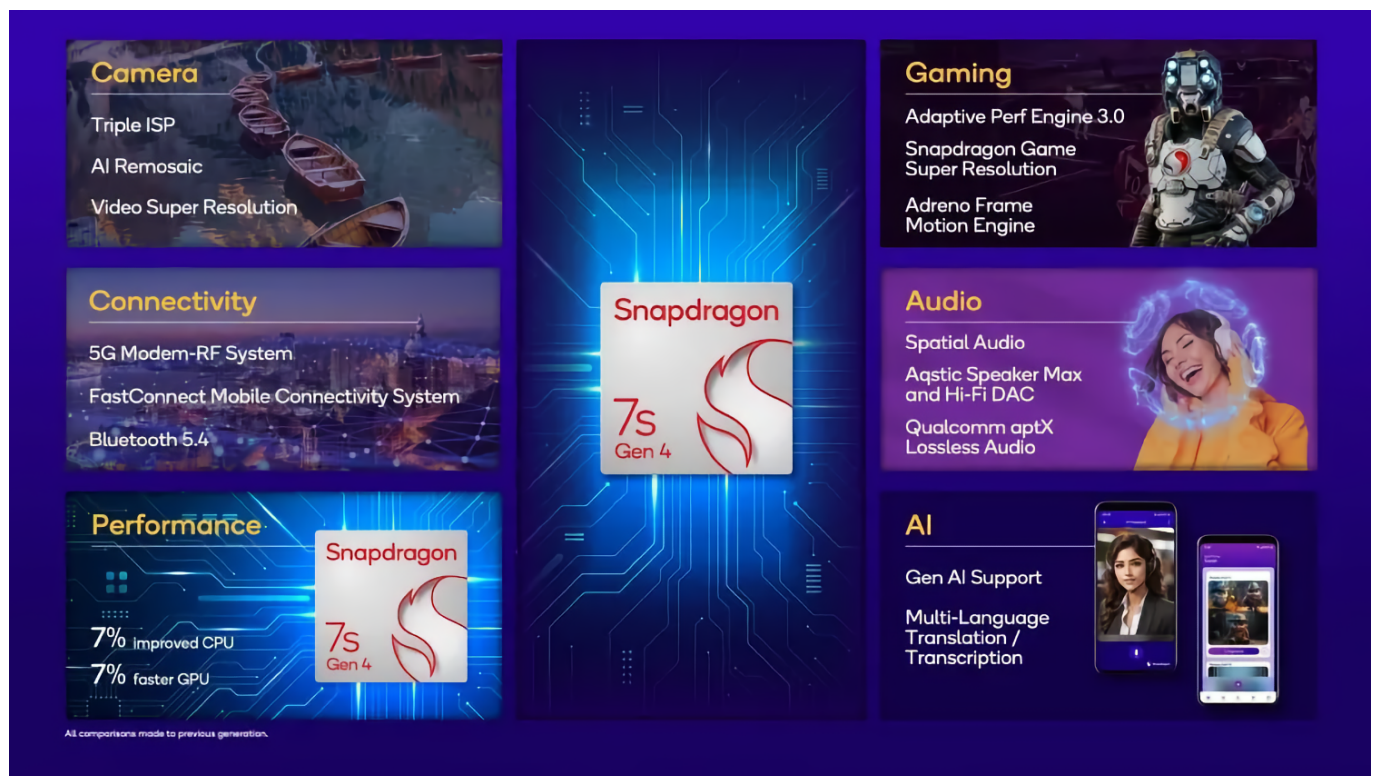 Camera
Triple ISP
AI Remosaic
Video Super Resolution
Connectivity
5G Modem-RF System
FastConnect Mobile Connectivity System
Bluetooth 5.4
Performance
7% improved CPU
7% faster GPU
Snapdragon
7s
Gen 4
All comparisons made to previous generation.
Snapdragon
7s
Gen 4
Gaming
Adaptive Perf Engine 3.0
Snapdragon Game
Super Resolution
Adreno Frame
Motion Engine
Audio
Spatial Audio
Aqstic Speaker Max
and Hi-Fi DAC
Qualcomm aptX
Lossless Audio
AI
Gen AI Support
Multi-Language
Translation /
Transcription